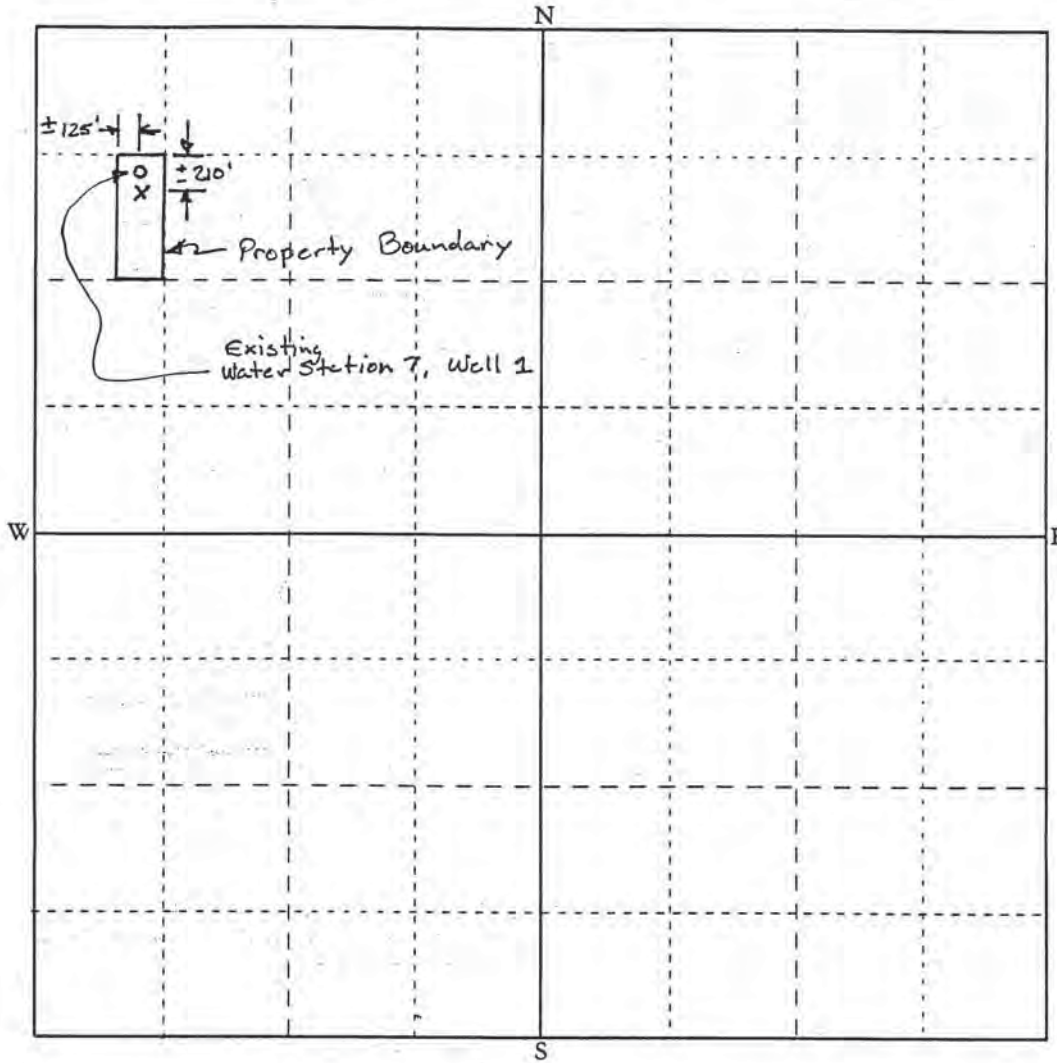 N
± 125'
± 210'
O
X
Property Boundary
Existing
Water Station 7, Well 1
W
E
S